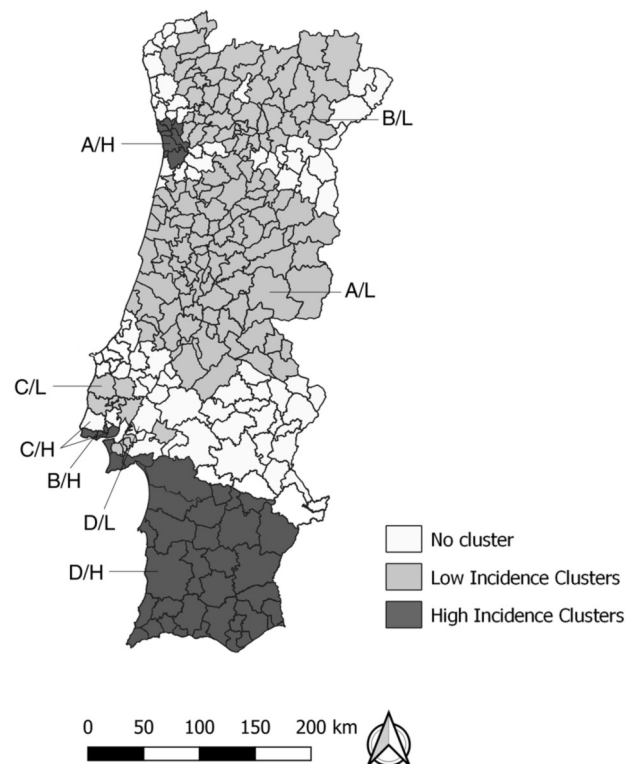 B/L
A/H
A/L
C/L
C/H
B/H
D/L
D/H
No cluster
Low Incidence Clusters
High Incidence Clusters
0 50 100 150 200 km